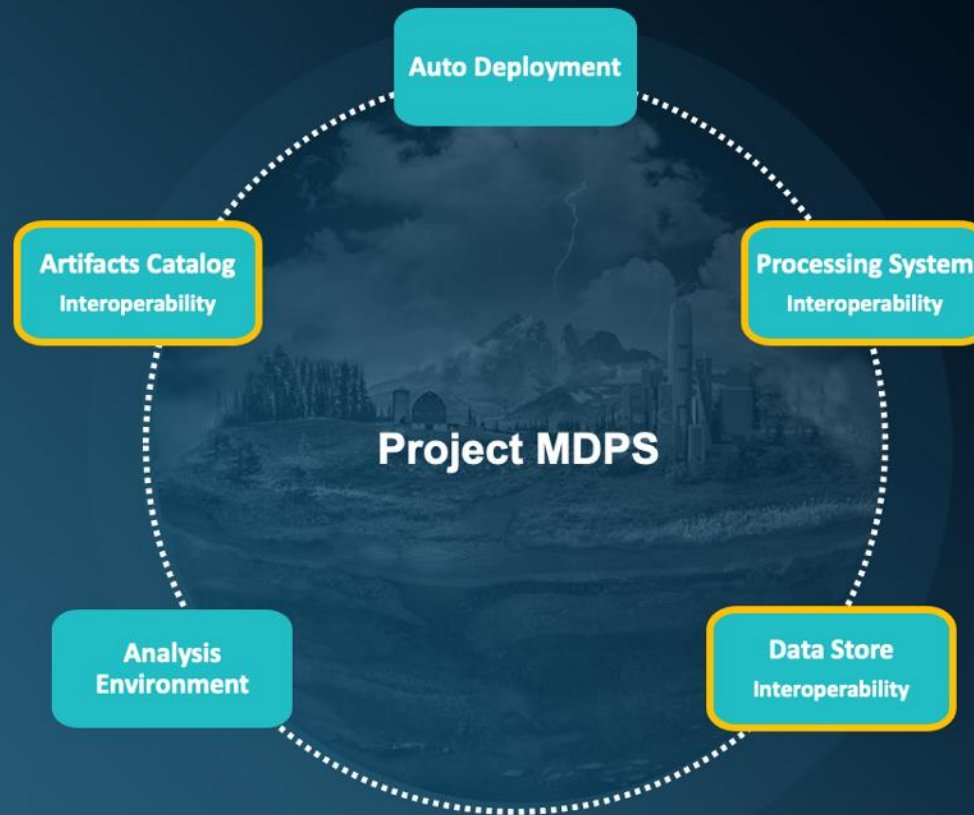 Auto Deployment
Artifacts Catalog
Interoperability
Processing System
Interoperability
Project MDPS
Analysis
Environment
Data Store
Interoperability